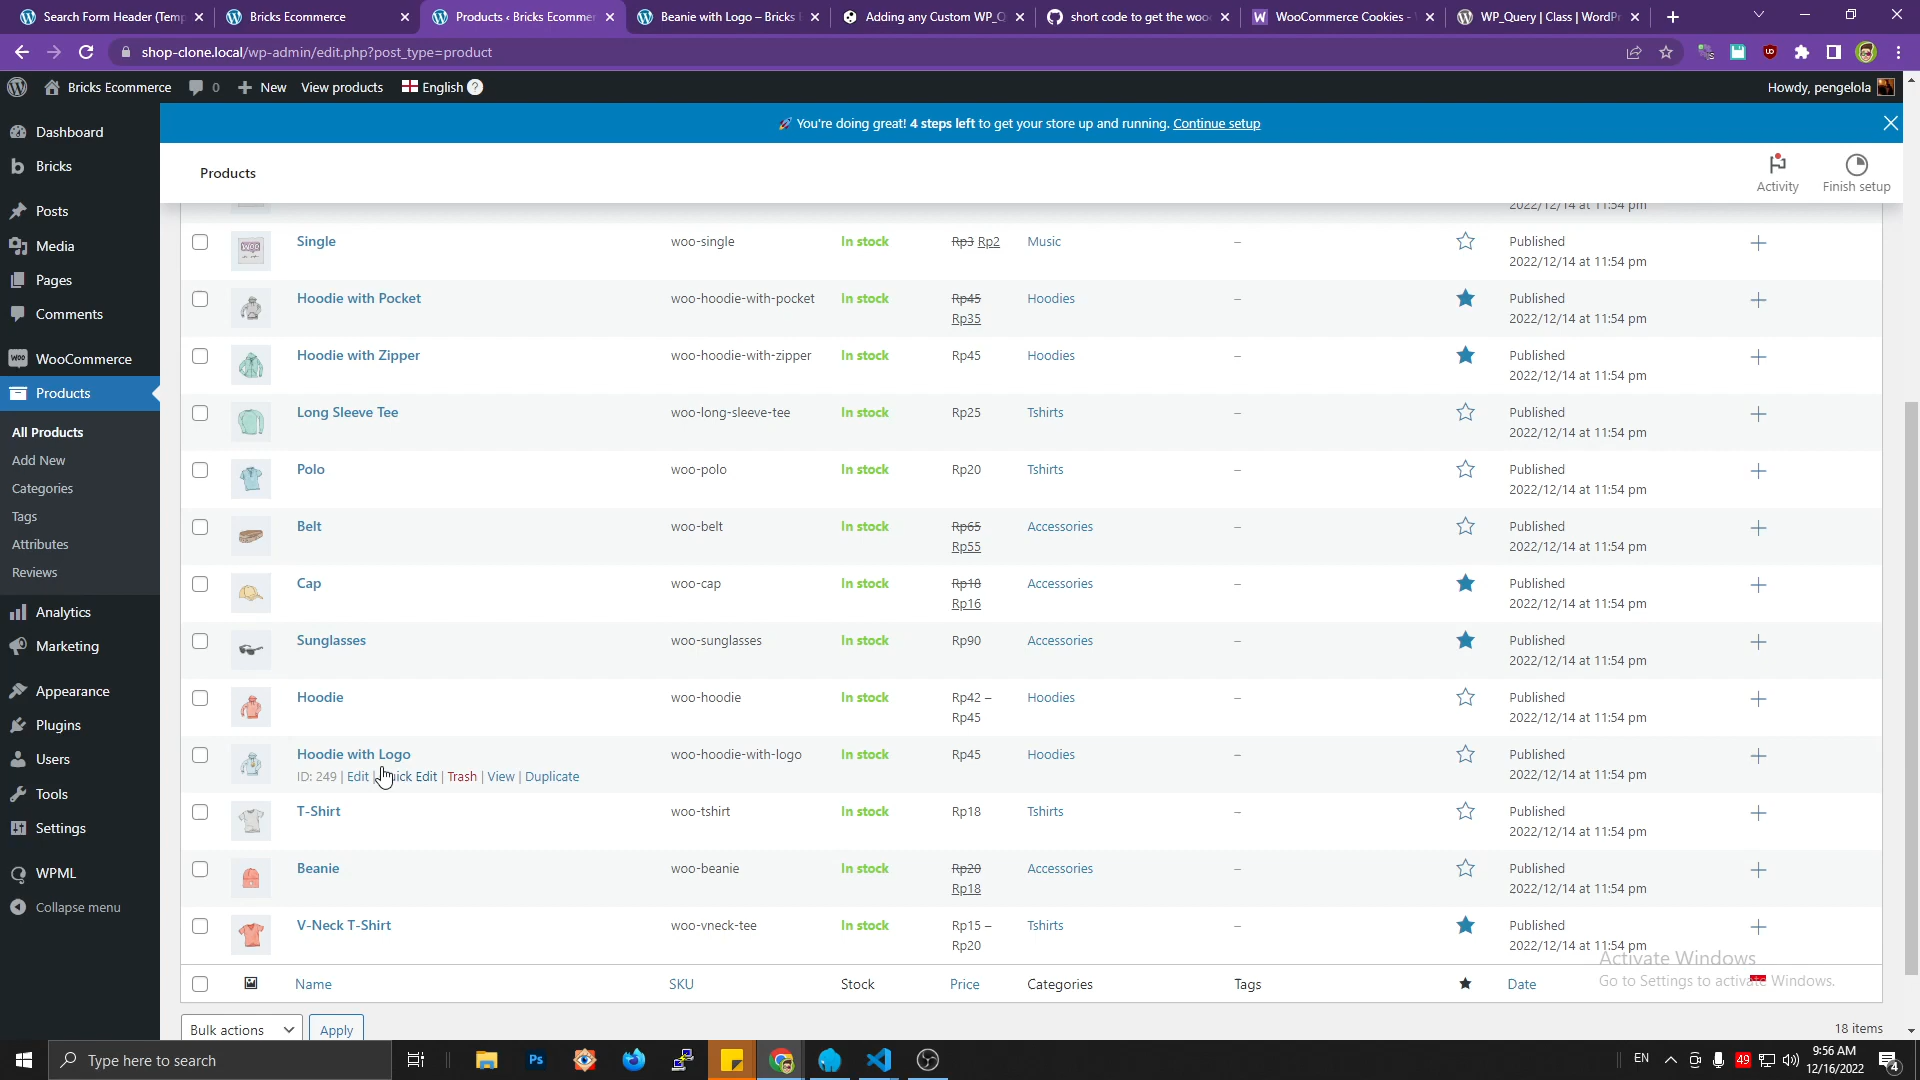 Search Form Header (Temp
Bricks Ecommerce
Products ‹ Bricks Ecommer
Beanie with Logo – Bricks
Adding any Custom WP_Q
short code to get the woo
WooCommerce Cookies -
WP_Query | Class | WordPr
shop-clone.local/wp-admin/edit.php?post_type=product
Bricks Ecommerce
0
New
View products
English
Howdy, pengelola
🚀 You're doing great! 4 steps left to get your store up and running. Continue setup
Products
Activity
Finish setup
Dashboard
Bricks
Posts
Media
Pages
Comments
WooCommerce
Products
All Products
Add New
Categories
Tags
Attributes
Reviews
Analytics
Marketing
Appearance
Plugins
Users
Tools
Settings
WPML
Collapse menu
2022/12/14 at 11:54 pm
Single woo-single In stock Rp3 Rp2 Music – Published
2022/12/14 at 11:54 pm
Hoodie with Pocket woo-hoodie-with-pocket In stock Rp45 Hoodies – Published
Rp35 2022/12/14 at 11:54 pm
Hoodie with Zipper woo-hoodie-with-zipper In stock Rp45 Hoodies – Published
2022/12/14 at 11:54 pm
Long Sleeve Tee woo-long-sleeve-tee In stock Rp25 Tshirts – Published
2022/12/14 at 11:54 pm
Polo woo-polo In stock Rp20 Tshirts – Published
2022/12/14 at 11:54 pm
Belt woo-belt In stock Rp65 Accessories – Published
Rp55 2022/12/14 at 11:54 pm
Cap woo-cap In stock Rp18 Accessories – Published
Rp16 2022/12/14 at 11:54 pm
Sunglasses woo-sunglasses In stock Rp90 Accessories – Published
2022/12/14 at 11:54 pm
Hoodie woo-hoodie In stock Rp42 – Hoodies – Published
Rp45 2022/12/14 at 11:54 pm
Hoodie with Logo woo-hoodie-with-logo In stock Rp45 Hoodies – Published
ID: 249 | Edit | Quick Edit | Trash | View | Duplicate 2022/12/14 at 11:54 pm
T-Shirt woo-tshirt In stock Rp18 Tshirts – Published
2022/12/14 at 11:54 pm
Beanie woo-beanie In stock Rp20 Accessories – Published
Rp18 2022/12/14 at 11:54 pm
V-Neck T-Shirt woo-vneck-tee In stock Rp15 – Tshirts – Published
Rp20 2022/12/14 at 11:54 pm
Name SKU Stock Price Categories Tags Date
Activate Windows
Go to Settings to activate Windows.
Bulk actions
Apply
18 items
Type here to search
Ps
EN
49
9:56 AM
12/16/2022
4